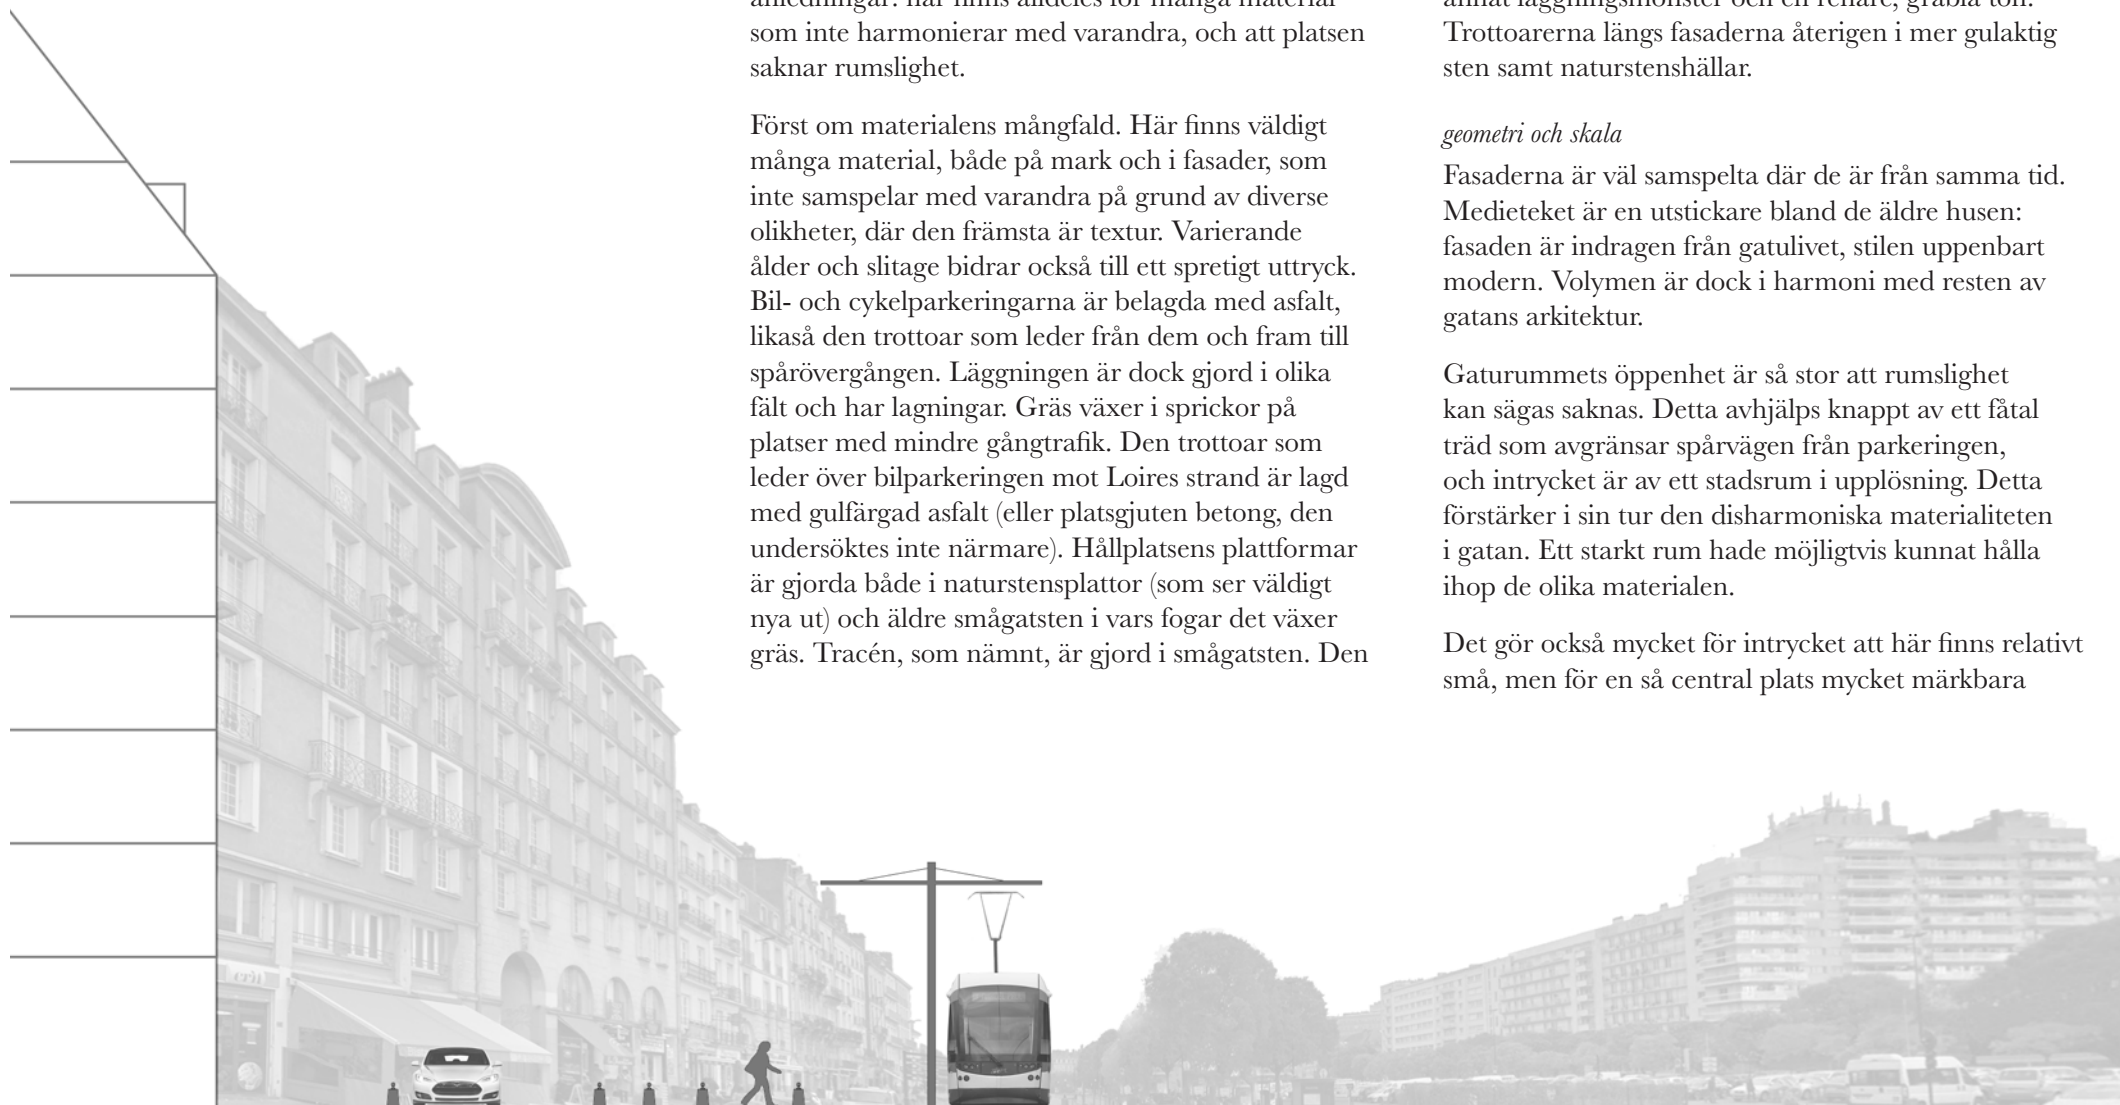 anledningar: här finns alldeles för många material
som inte harmonierar med varandra, och att platsen
saknar rumslighet.
Först om materialens mångfald. Här finns väldigt
många material, både på mark och i fasader, som
inte samspelar med varandra på grund av diverse
olikheter, där den främsta är textur. Varierande
ålder och slitage bidrar också till ett spretigt uttryck.
Bil- och cykelparkeringarna är belagda med asfalt,
likaså den trottoar som leder från dem och fram till
spårövergången. Läggningen är dock gjord i olika
fält och har lagningar. Gräs växer i sprickor på
platser med mindre gångtrafik. Den trottoar som
leder över bilparkeringen mot Loires strand är lagd
med gulfärgad asfalt (eller platsgjuten betong, den
undersöktes inte närmare). Hållplatsens plattformar
är gjorda både i naturstensplattor (som ser väldigt
nya ut) och äldre smågatsten i vars fogar det växer
gräs. Tracén, som nämnt, är gjord i smågatsten. Den
annat läggningsmönster och en renare, gråblå ton.
Trottoarerna längs fasaderna återigen i mer gulaktig
sten samt naturstenshällar.
geometri och skala
Fasaderna är väl samspelta där de är från samma tid.
Medieteket är en utstickare bland de äldre husen:
fasaden är indragen från gatulivet, stilen uppenbart
modern. Volymen är dock i harmoni med resten av
gatans arkitektur.
Gaturummets öppenhet är så stor att rumslighet
kan sägas saknas. Detta avhjälps knappt av ett fåtal
träd som avgränsar spårvägen från parkeringen,
och intrycket är av ett stadsrum i upplösning. Detta
förstärker i sin tur den disharmoniska materialiteten
i gatan. Ett starkt rum hade möjligtvis kunnat hålla
ihop de olika materialen.
Det gör också mycket för intrycket att här finns relativt
små, men för en så central plats mycket märkbara